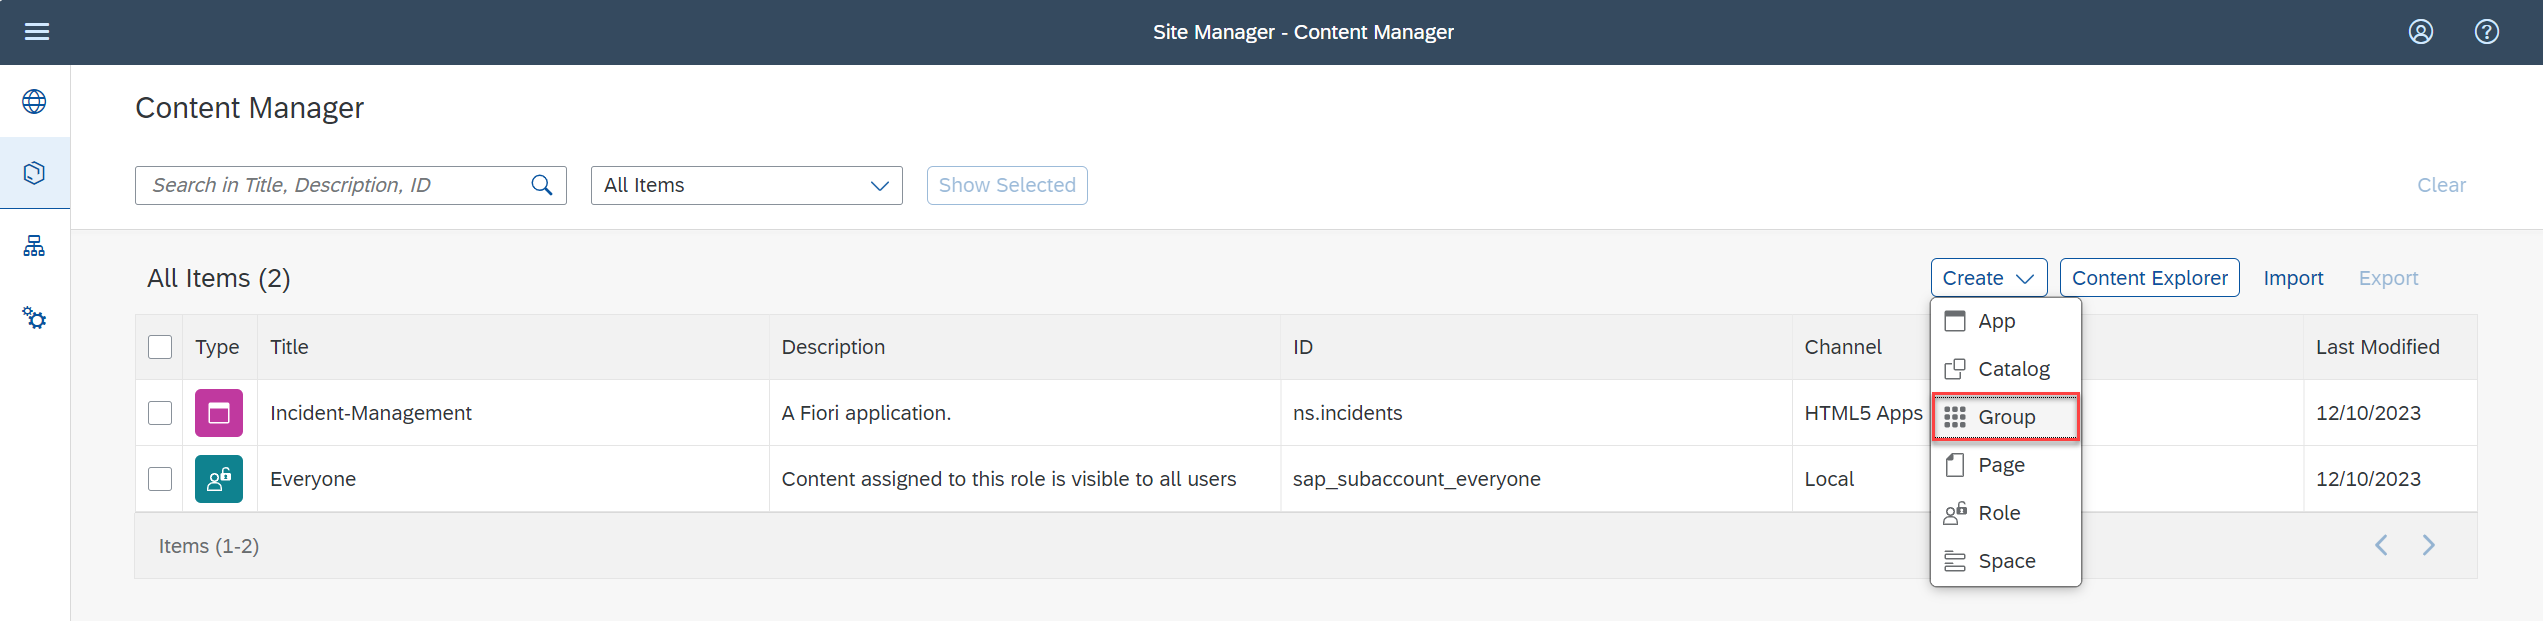 Site Manager - Content Manager
Content Manager
Search in Title, Description, ID
All Items
Show Selected
Clear
All Items (2)
Create
Content Explorer
Import
Export
App
Catalog
Group
Page
Role
Space
Type Title Description ID Channel Last Modified
Incident-Management A Fiori application. ns.incidents HTML5 Apps 12/10/2023
Everyone Content assigned to this role is visible to all users sap_subaccount_everyone Local 12/10/2023
Items (1-2)